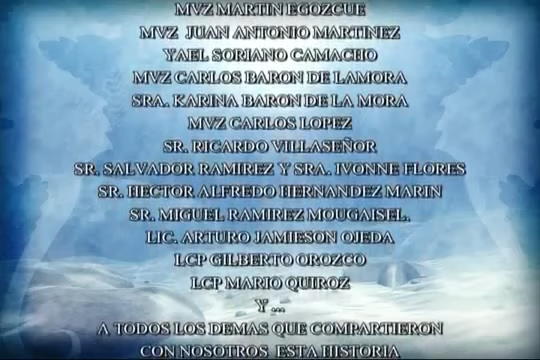 MVZ MARTIN EGOZCUE
MVZ JUAN ANTONIO MARTINEZ
YAEL SORIANO CAMACHO
MVZ CARLOS BARON DE LAMORA
SRA. KARINA BARON DE LA MORA
MVZ CARLOS LOPEZ
SR. RICARDO VILLASEÑOR
SR. SALVADOR RAMIREZ Y SRA. IVONNE FLORES
SR. HECTOR ALFREDO HERNANDEZ MARIN
SR. MIGUEL RAMIREZ MOUGAISEL.
LIC. ARTURO JAMIESON OJEDA
LCP GILBERTO OROZCO
LCP MARIO QUIROZ
Y ...
A TODOS LOS DEMAS QUE COMPARTIERON
CON NOSOTROS ESTA HISTORIA